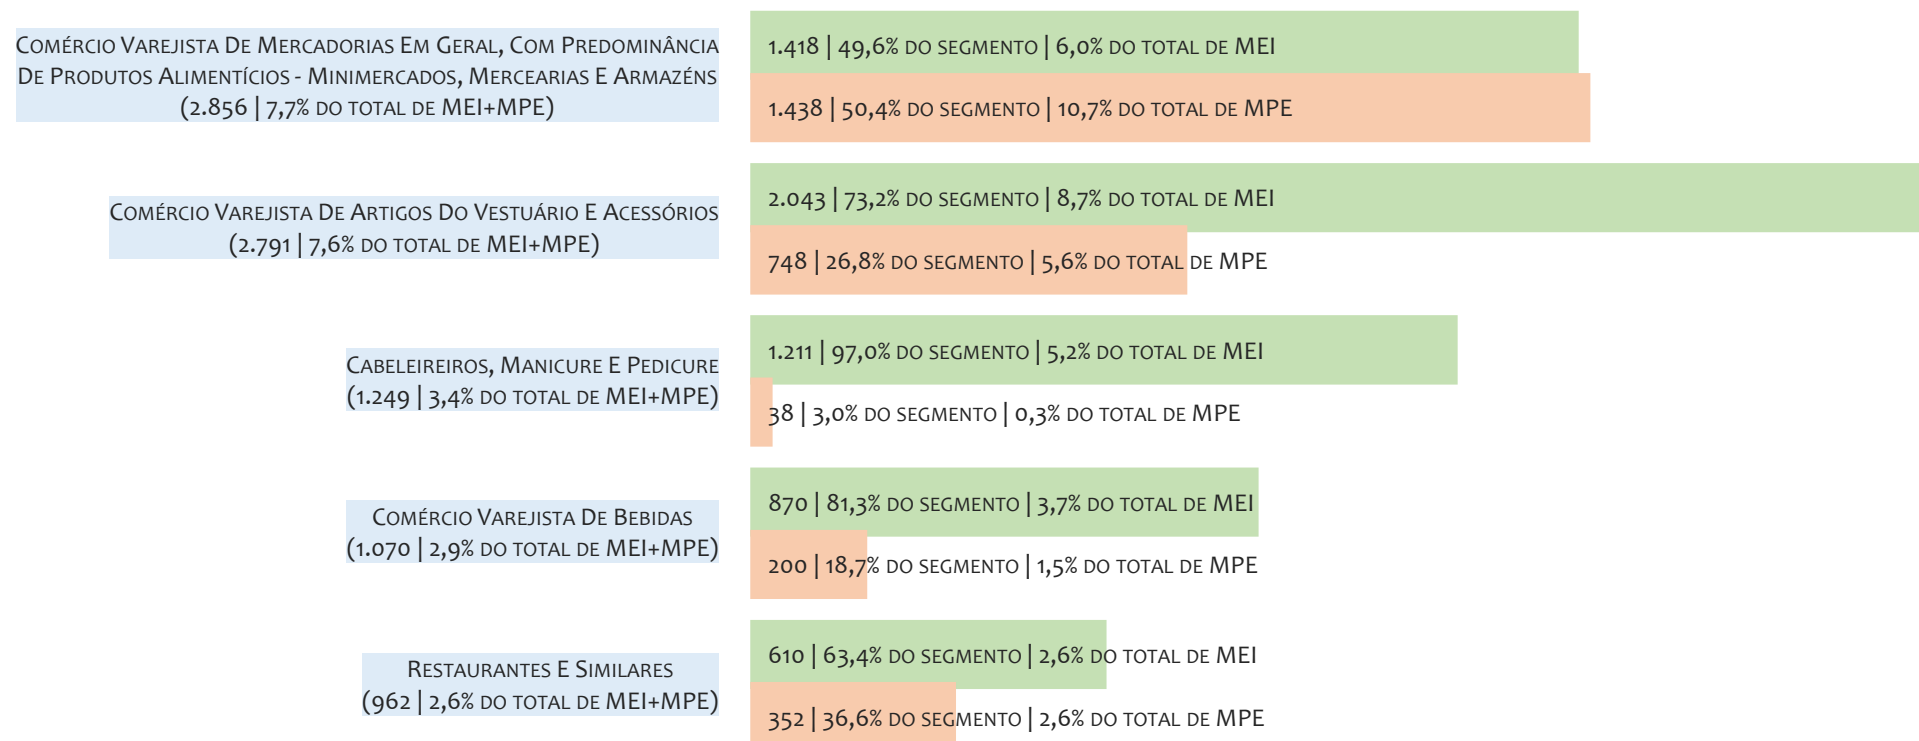 Comércio Varejista De Mercadorias Em Geral, Com Predominância
De Produtos Alimentícios - Minimercados, Mercearias E Armazéns
(2.856 | 7,7% do total de MEI+MPE)
1.418 | 49,6% do segmento | 6,0% do total de MEI
1.438 | 50,4% do segmento | 10,7% do total de MPE
Comércio Varejista De Artigos Do Vestuário E Acessórios
(2.791 | 7,6% do total de MEI+MPE)
2.043 | 73,2% do segmento | 8,7% do total de MEI
748 | 26,8% do segmento | 5,6% do total de MPE
Cabeleireiros, Manicure E Pedicure
(1.249 | 3,4% do total de MEI+MPE)
1.211 | 97,0% do segmento | 5,2% do total de MEI
38 | 3,0% do segmento | 0,3% do total de MPE
Comércio Varejista De Bebidas
(1.070 | 2,9% do total de MEI+MPE)
870 | 81,3% do segmento | 3,7% do total de MEI
200 | 18,7% do segmento | 1,5% do total de MPE
Restaurantes E Similares
(962 | 2,6% do total de MEI+MPE)
610 | 63,4% do segmento | 2,6% do total de MEI
352 | 36,6% do segmento | 2,6% do total de MPE